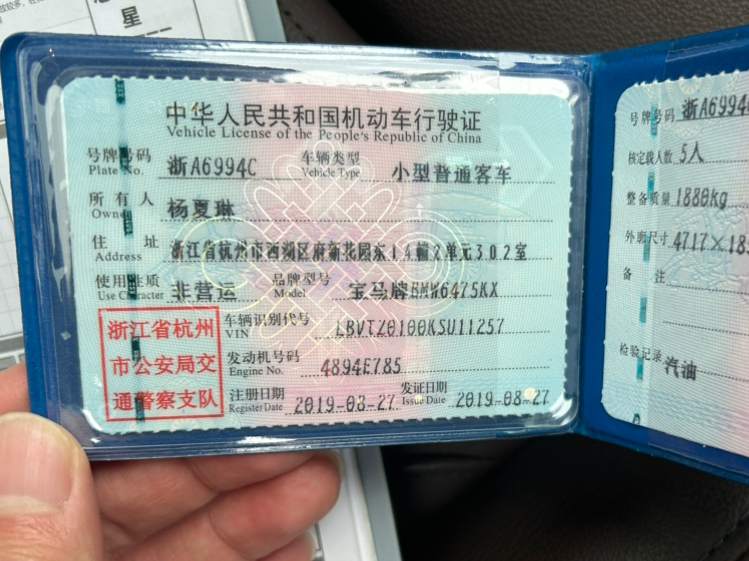 星
中华人民共和国机动车行驶证
Vehicle License of the People's Republic of China
号牌号码 浙A6994C 车辆类型 小型普通客车
Plate No. Vehicle Type
所有人 杨夏琳
Owner
住址 浙江省杭州市西湖区府新花园东14幢2单元302室
Address
使用性质 非营运 品牌型号 宝马牌BMW6475KX
Use Character Model
浙江省杭州
市公安局交
通警察支队
车辆识别代号 LBVTZ0100KSU11257
VIN
发动机号码 4894E785
Engine No.
注册日期 2019-08-27 发证日期 2019-08-27
Register Date Issue Date
号牌号码 浙A6994
核定载人数 5人
整备质量 1880kg
外廓尺寸 4717×18
备注
检验记录 汽油